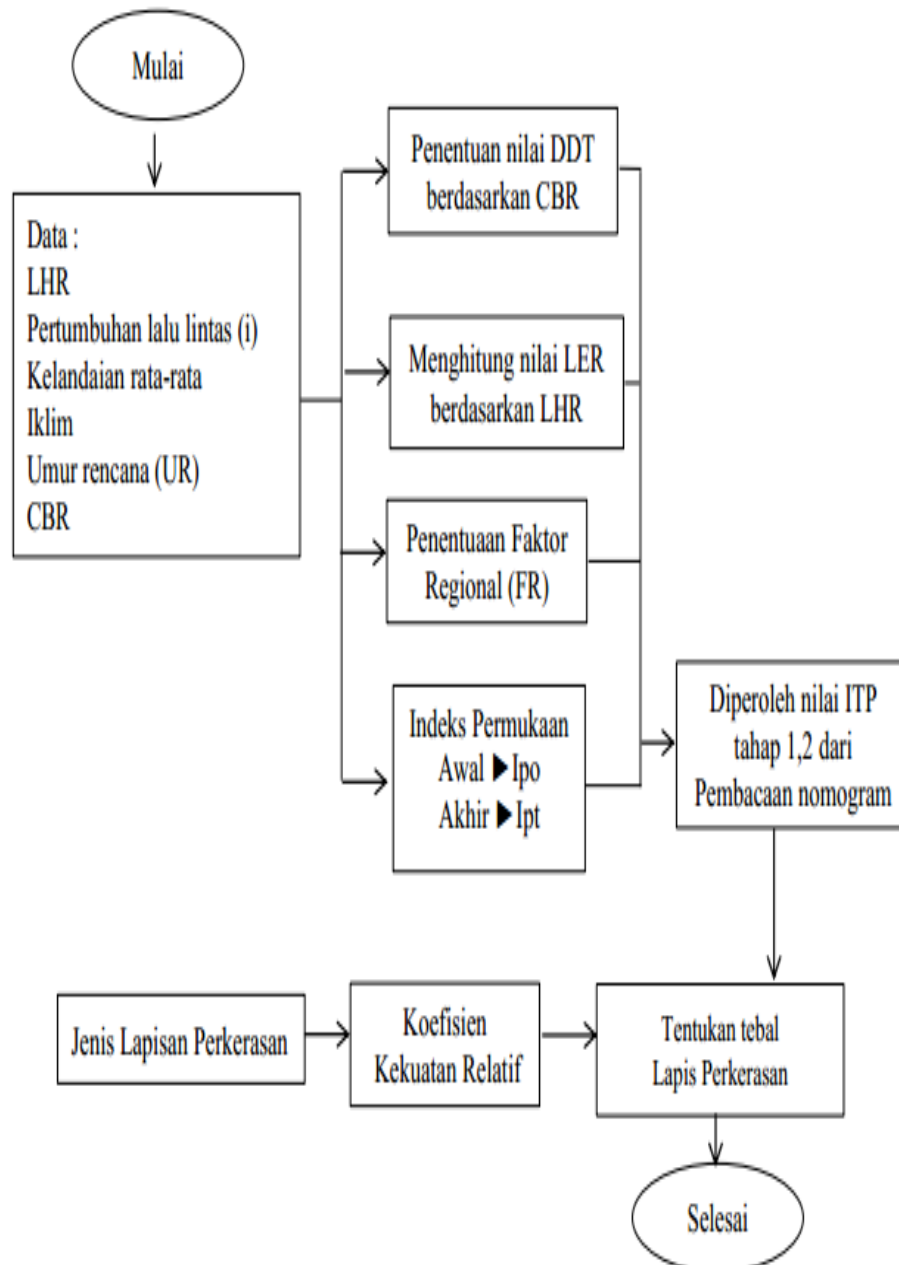 Mulai
Data :
LHR
Pertumbuhan lalu lintas (i)
Kelandaian rata-rata
Iklim
Umur rencana (UR)
CBR
Penentuan nilai DDT
berdasarkan CBR
Menghitung nilai LER
berdasarkan LHR
Penentuaan Faktor
Regional (FR)
Indeks Permukaan
Awal ▶Ipo
Akhir ▶Ipt
Diperoleh nilai ITP
tahap 1,2 dari
Pembacaan nomogram
Jenis Lapisan Perkerasan
Koefisien
Kekuatan Relatif
Tentukan tebal
Lapis Perkerasan
Selesai